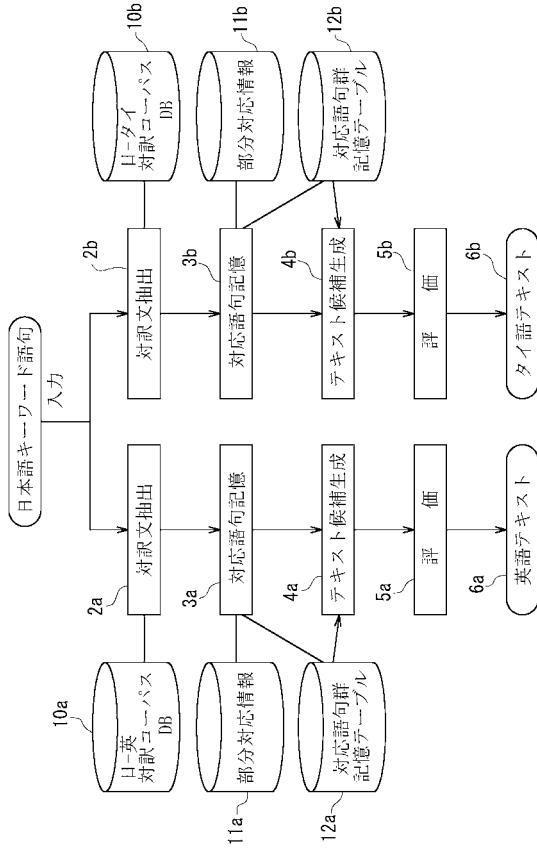 日本語キーワード語句
入力
10a
日-英
対訳コーパス
DB
2a
対訳文抽出
2b
対訳文抽出
10b
日-タイ
対訳コーパス
DB
11a
部分対応情報
3a
対応語句記憶
3b
対応語句記憶
11b
部分対応情報
12a
対応語句群
記憶テーブル
4a
テキスト候補生成
4b
テキスト候補生成
12b
対応語句群
記憶テーブル
5a
評 価
5b
評 価
6a
英語テキスト
6b
タイ語テキスト